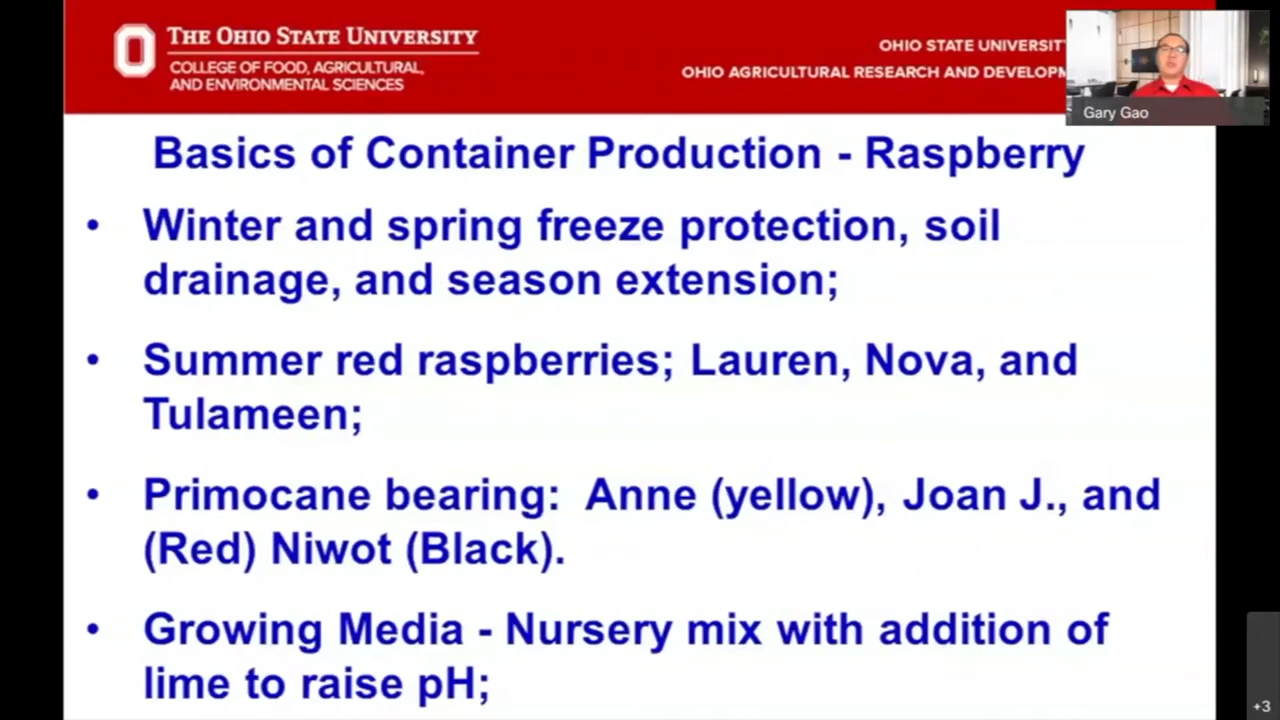 THE OHIO STATE UNIVERSITY
COLLEGE OF FOOD, AGRICULTURAL,
AND ENVIRONMENTAL SCIENCES
OHIO STATE
OHIO AGRICULTURAL RESEARCH AND
Gary Gao
Basics of Container Production - Raspberry
• Winter and spring freeze protection, soil
drainage, and season extension;
• Summer red raspberries; Lauren, Nova, and
Tulameen;
• Primocane bearing: Anne (yellow), Joan J., and
(Red) Niwot (Black).
• Growing Media - Nursery mix with addition of
lime to raise pH;
+3